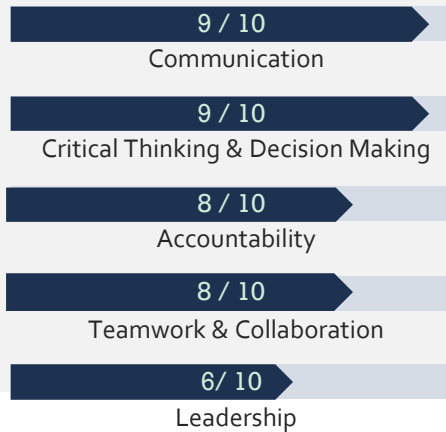 9 / 10
Communication
9 / 10
Critical Thinking & Decision Making
8 / 10
Accountability
8 / 10
Teamwork & Collaboration
6/ 10
Leadership